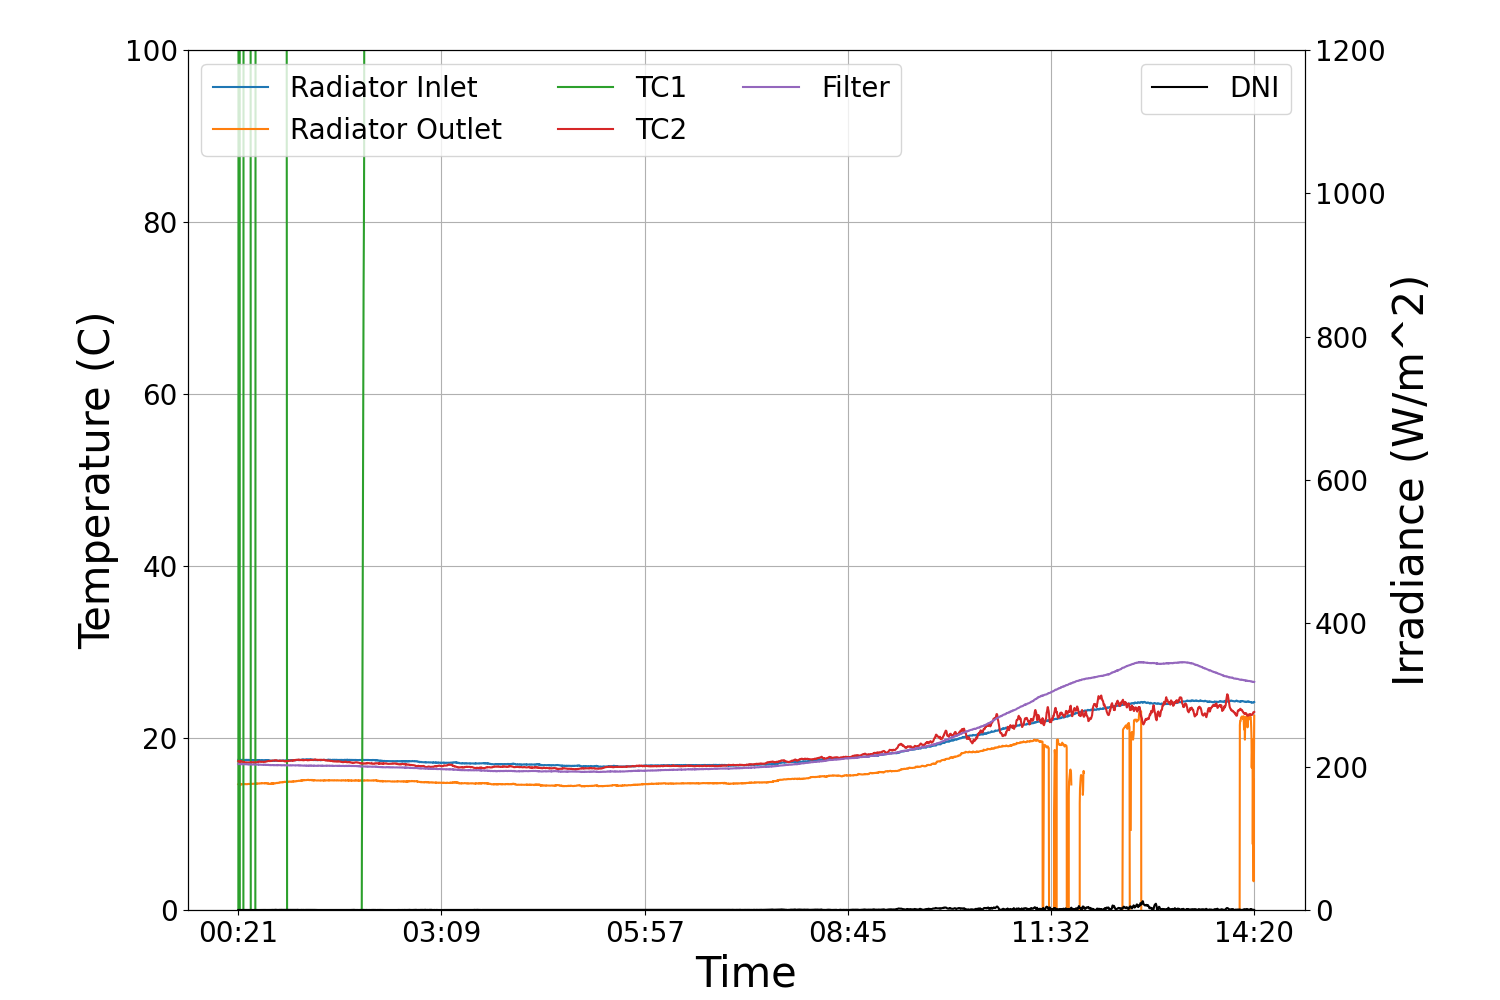 100
80
60
40
20
0
Temperature (C)
Radiator Inlet
Radiator Outlet
TC1
TC2
Filter
DNI
1200
1000
800
600
400
200
0
Irradiance (W/m^2)
00:21
03:09
05:57
08:45
11:32
14:20
Time